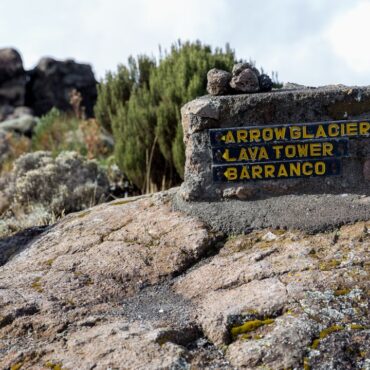 ARROW GLACIER
LAVA TOWER
BARRANCO